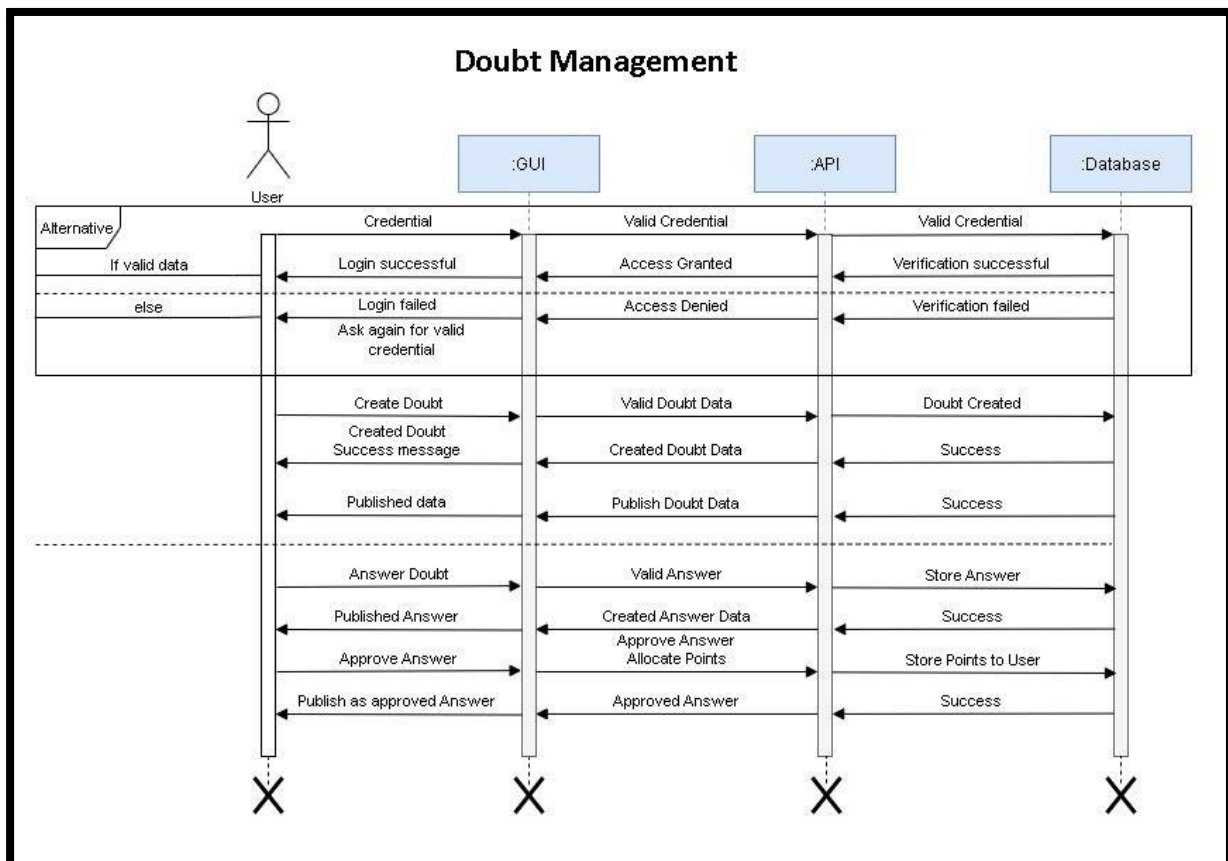 Doubt Management
:GUI
:API
:Database
User
Alternative
Credential
Valid Credential
Valid Credential
If valid data
Login successful
Access Granted
Verification successful
else
Login failed
Access Denied
Verification failed
Ask again for valid
credential
Create Doubt
Valid Doubt Data
Doubt Created
Created Doubt
Success message
Created Doubt Data
Success
Published data
Publish Doubt Data
Success
Answer Doubt
Valid Answer
Store Answer
Published Answer
Created Answer Data
Success
Approve Answer
Approve Answer
Allocate Points
Store Points to User
Publish as approved Answer
Approved Answer
Success